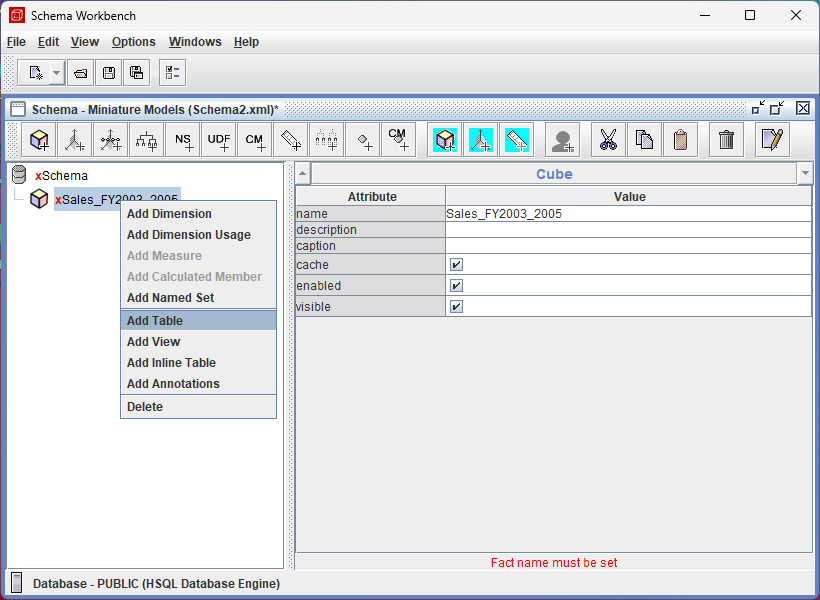 Schema Workbench
File Edit View Options Windows Help
Schema - Miniature Models (Schema2.xml)*
NS UDF CM CM
xSchema
xSales_FY2003_2005
Add Dimension
Add Dimension Usage
Add Measure
Add Calculated Member
Add Named Set
Add Table
Add View
Add Inline Table
Add Annotations
Delete
Cube
Attribute Value
name Sales_FY2003_2005
description
caption
cache
enabled
visible
Fact name must be set
Database - PUBLIC (HSQL Database Engine)